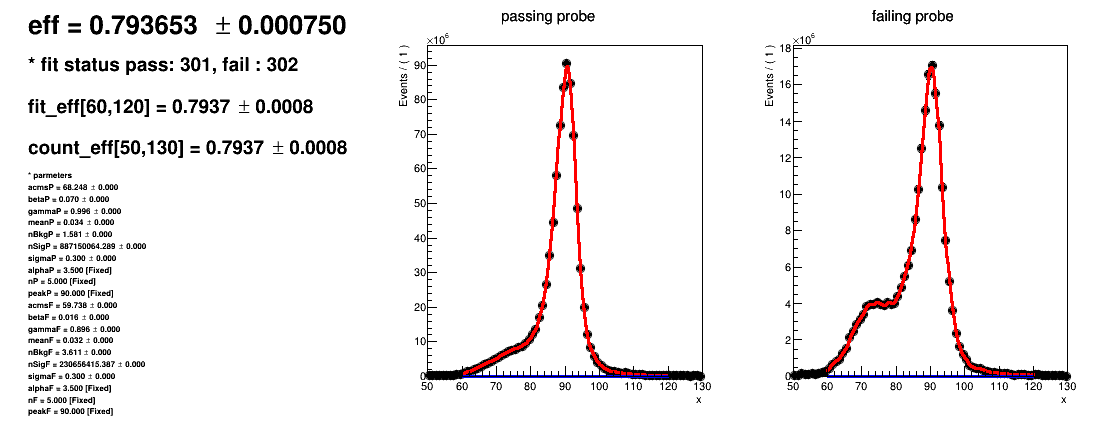 eff = 0.793653 ± 0.000750
* fit status pass: 301, fail : 302
fit_eff[60,120] = 0.7937 ± 0.0008
count_eff[50,130] = 0.7937 ± 0.0008
* parmeters
acmsP = 68.248 ± 0.000
betaP = 0.070 ± 0.000
gammaP = 0.996 ± 0.000
meanP = 0.034 ± 0.000
nBkgP = 1.581 ± 0.000
nSigP = 887150064.289 ± 0.000
sigmaP = 0.300 ± 0.000
alphaP = 3.500 [Fixed]
nP = 5.000 [Fixed]
peakP = 90.000 [Fixed]
acmsF = 59.738 ± 0.000
betaF = 0.016 ± 0.000
gammaF = 0.896 ± 0.000
meanF = 0.032 ± 0.000
nBkgF = 3.611 ± 0.000
nSigF = 230656415.387 ± 0.000
sigmaF = 0.300 ± 0.000
alphaF = 3.500 [Fixed]
nF = 5.000 [Fixed]
peakF = 90.000 [Fixed]
passing probe
×10⁶
Events / ( 1 )
90
80
70
60
50
40
30
20
10
0
50 60 70 80 90 100 110 120 130
x
failing probe
×10⁶
Events / ( 1 )
18
16
14
12
10
8
6
4
2
0
50 60 70 80 90 100 110 120 130
x